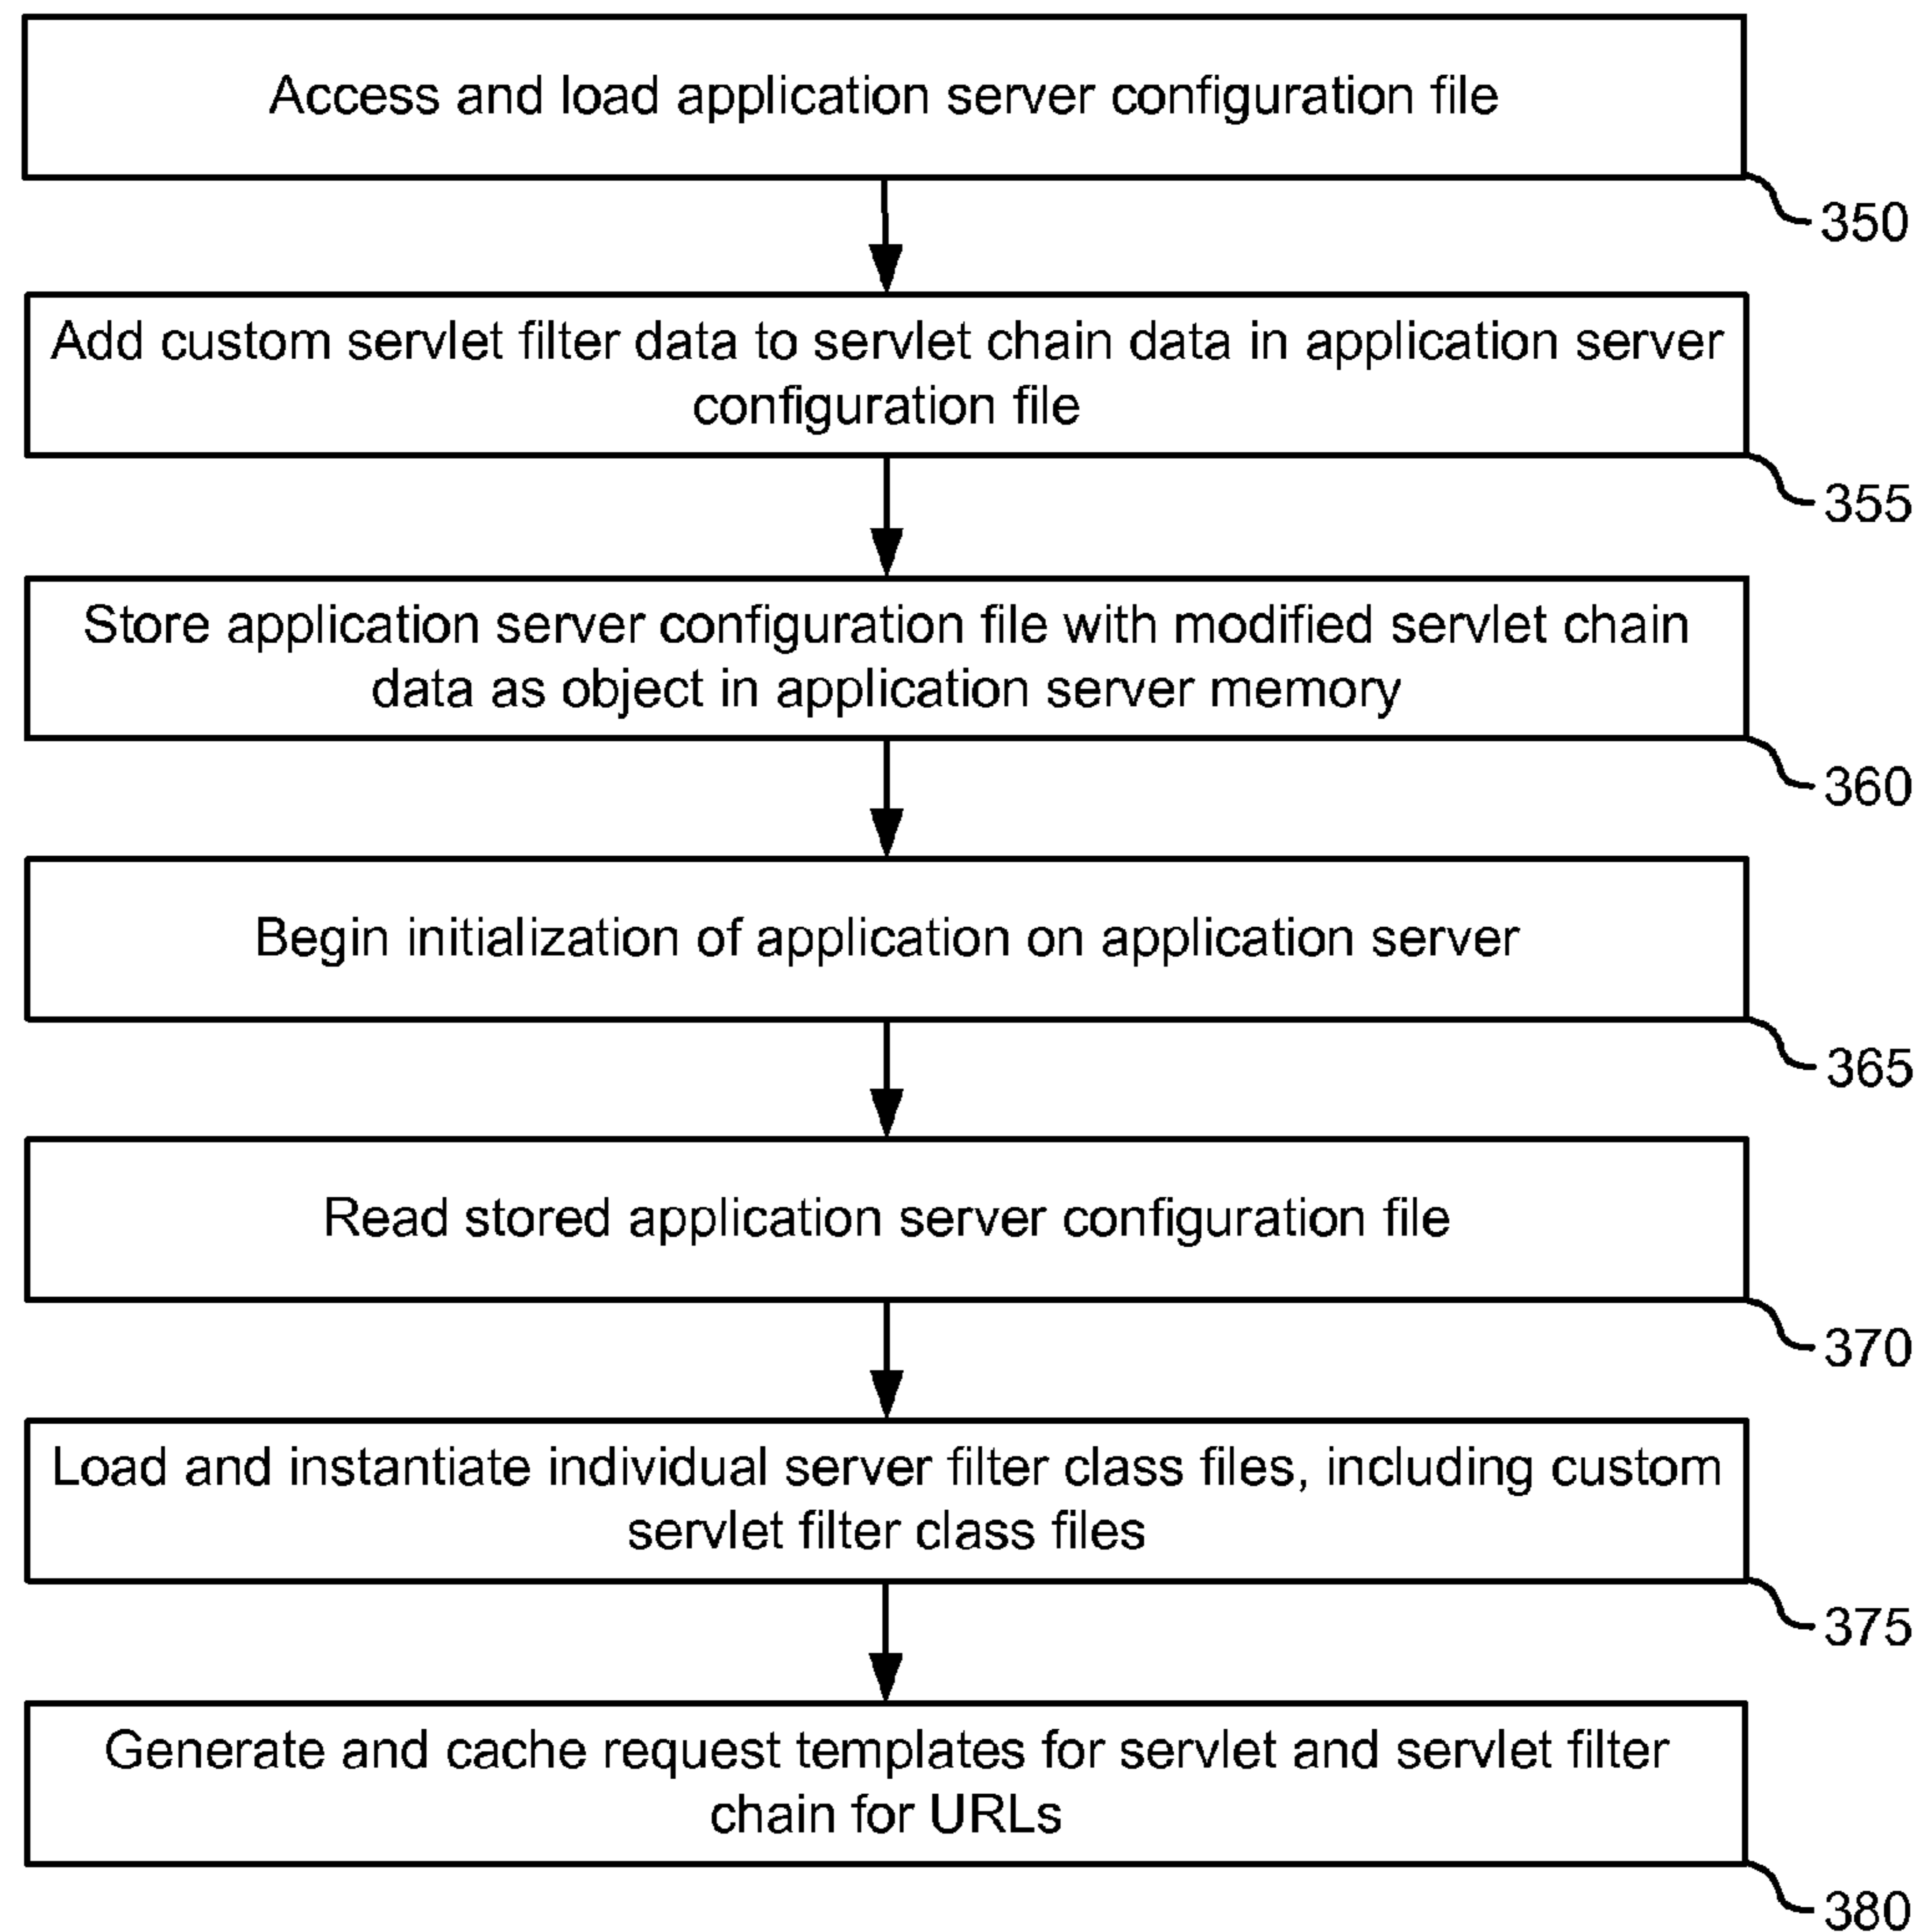 Access and load application server configuration file
350
Add custom servlet filter data to servlet chain data in application server
configuration file
355
Store application server configuration file with modified servlet chain
data as object in application server memory
360
Begin initialization of application on application server
365
Read stored application server configuration file
370
Load and instantiate individual server filter class files, including custom
servlet filter class files
375
Generate and cache request templates for servlet and servlet filter
chain for URLs
380